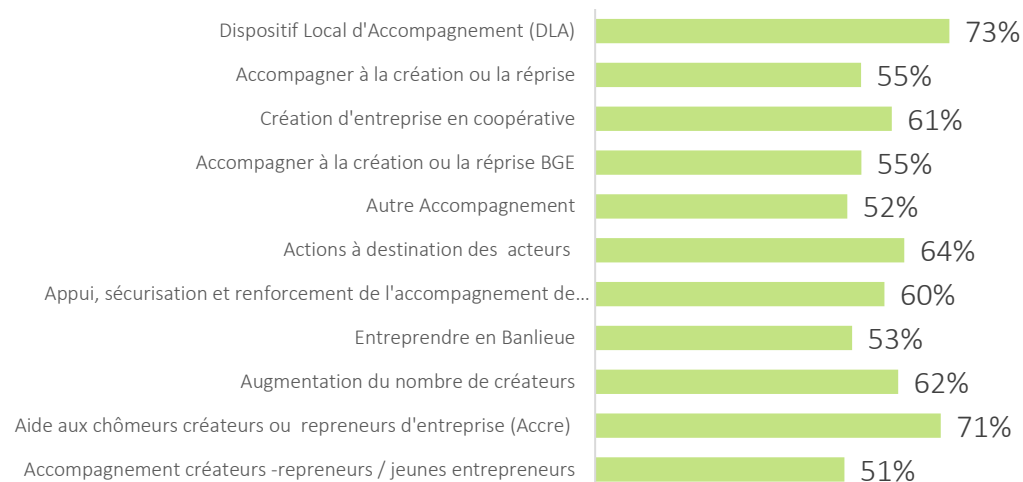 Dispositif Local d'Accompagnement (DLA) 73%
Accompagner à la création ou la réprise 55%
Création d'entreprise en coopérative 61%
Accompagner à la création ou la réprise BGE 55%
Autre Accompagnement 52%
Actions à destination des acteurs 64%
Appui, sécurisation et renforcement de l'accompagnement de... 60%
Entreprendre en Banlieue 53%
Augmentation du nombre de créateurs 62%
Aide aux chômeurs créateurs ou repreneurs d'entreprise (Accre) 71%
Accompagnement créateurs -repreneurs / jeunes entrepreneurs 51%